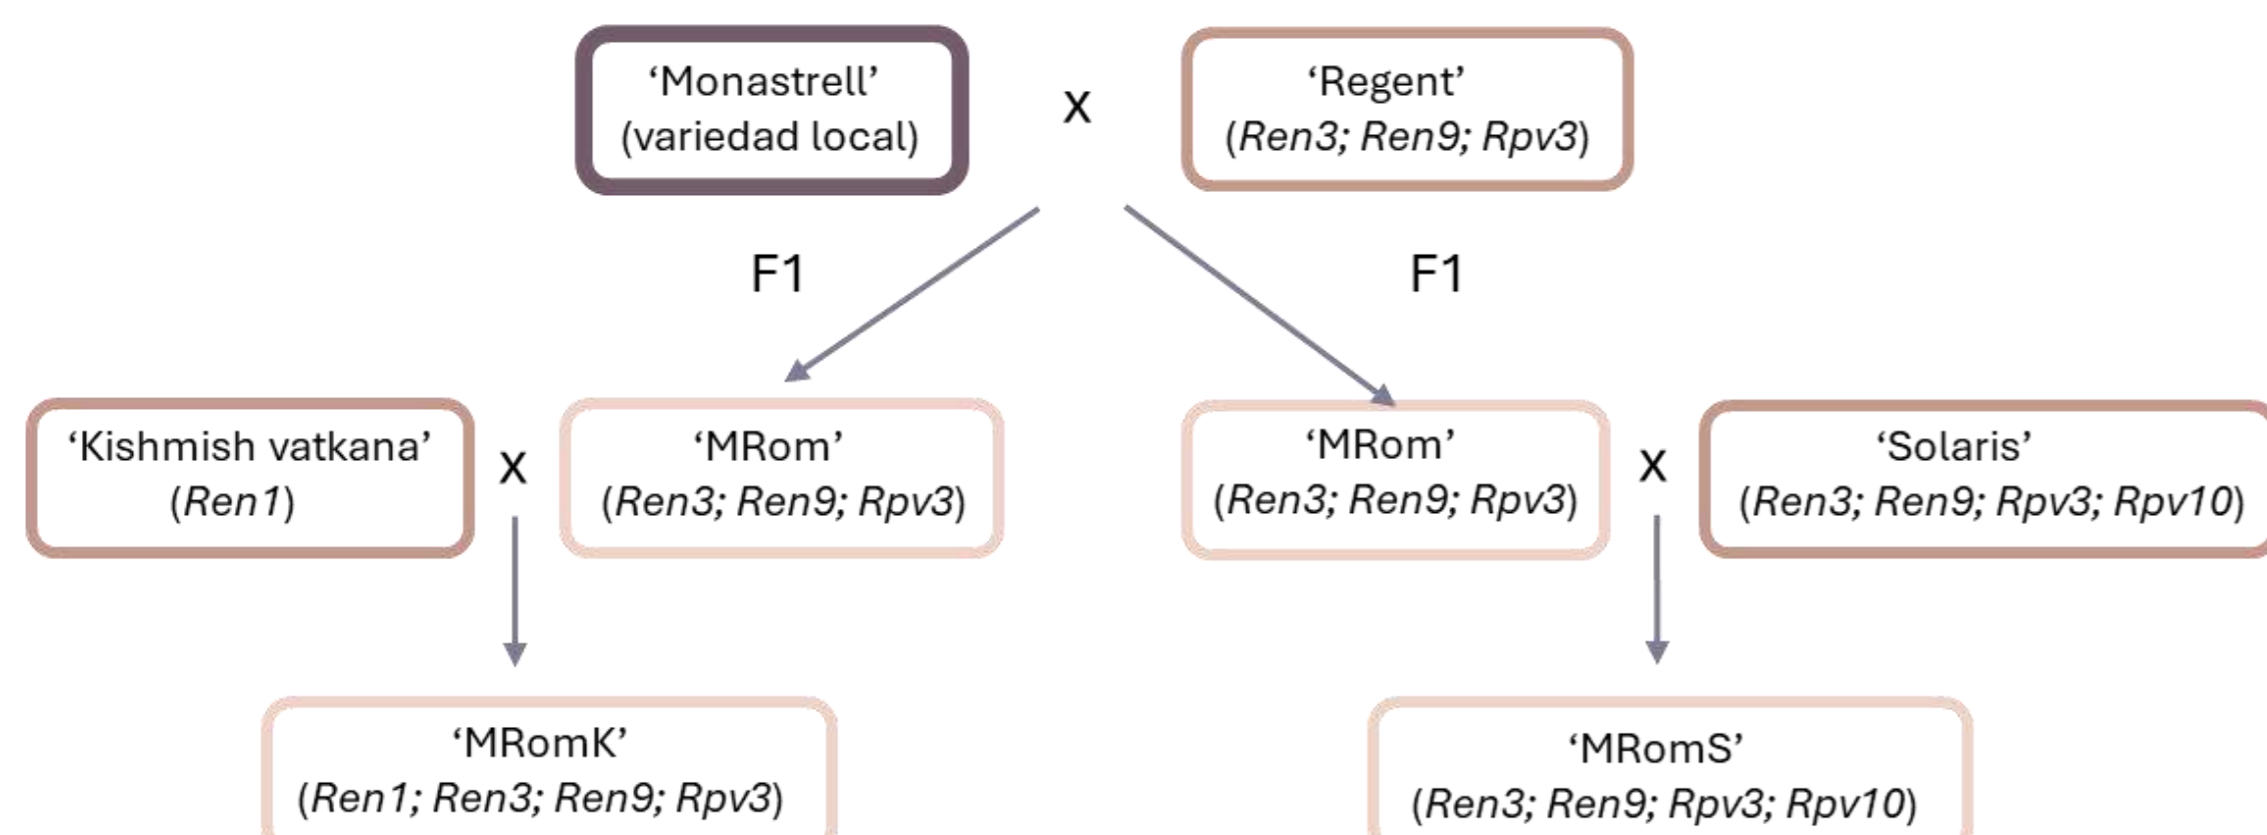 ‘Monastrell’
(variedad local)
x
‘Regent’
(Ren3; Ren9; Rpv3)
F1
F1
‘Kishmish vatkana’
(Ren1)
x
‘MRom’
(Ren3; Ren9; Rpv3)
‘MRom’
(Ren3; Ren9; Rpv3)
x
‘Solaris’
(Ren3; Ren9; Rpv3; Rpv10)
‘MRomK’
(Ren1; Ren3; Ren9; Rpv3)
‘MRomS’
(Ren3; Ren9; Rpv3; Rpv10)